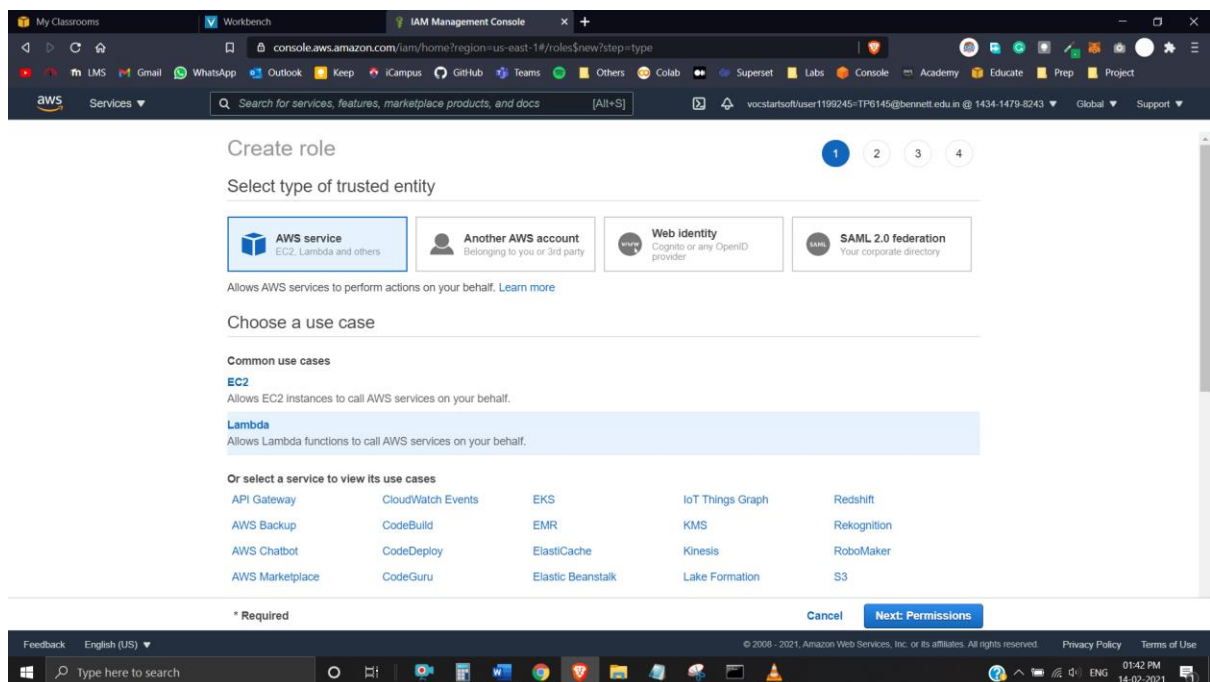 My Classrooms Workbench IAM Management Console
console.aws.amazon.com/iam/home?region=us-east-1#/roles$new?step=type
LMS Gmail WhatsApp Outlook Keep iCampus GitHub Teams Others Colab Superset Labs Console Academy Educate Prep Project
aws Services Search for services, features, marketplace products, and docs [Alt+S] vocstartsoft/user1199245=TP6145@bennett.edu.in @ 1434-1479-8243 Global Support
Create role 1 2 3 4
Select type of trusted entity
AWS service
EC2, Lambda and others
Another AWS account
Belonging to you or 3rd party
www
Web identity
Cognito or any OpenID
provider
SAML
SAML 2.0 federation
Your corporate directory
Allows AWS services to perform actions on your behalf. Learn more
Choose a use case
Common use cases
EC2
Allows EC2 instances to call AWS services on your behalf.
Lambda
Allows Lambda functions to call AWS services on your behalf.
Or select a service to view its use cases
API Gateway CloudWatch Events EKS IoT Things Graph Redshift
AWS Backup CodeBuild EMR KMS Rekognition
AWS Chatbot CodeDeploy ElastiCache Kinesis RoboMaker
AWS Marketplace CodeGuru Elastic Beanstalk Lake Formation S3
* Required Cancel Next: Permissions
Feedback English (US) © 2008 - 2021, Amazon Web Services, Inc. or its affiliates. All rights reserved. Privacy Policy Terms of Use
Type here to search ENG 01:42 PM
14-02-2021